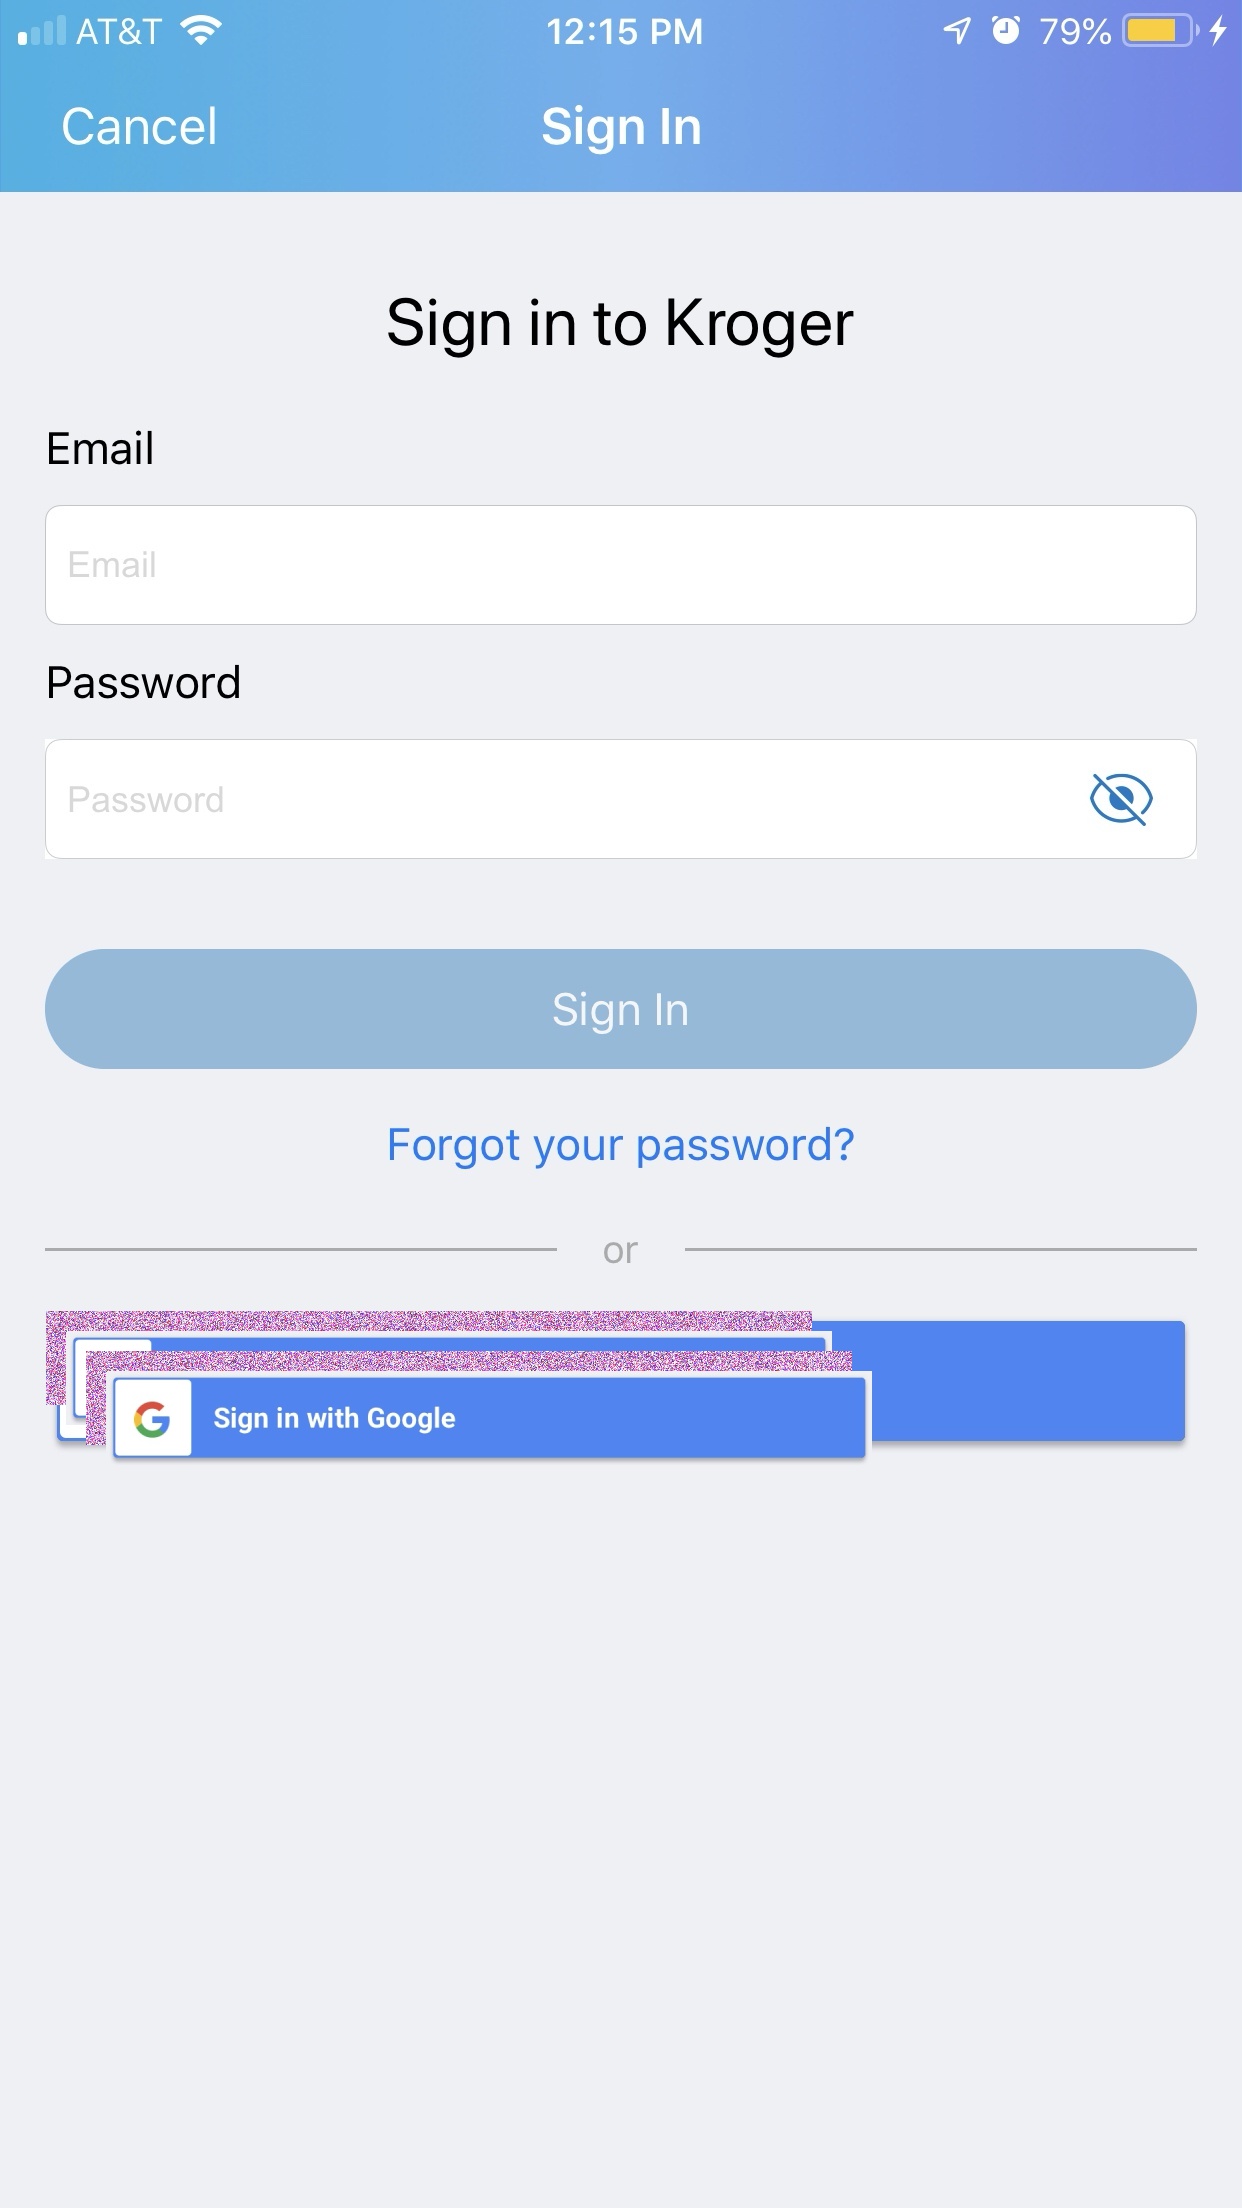 AT&T 12:15 PM 79%
Cancel Sign In
Sign in to Kroger
Email
Email
Password
Password
Sign In
Forgot your password?
or
Sign in with Google